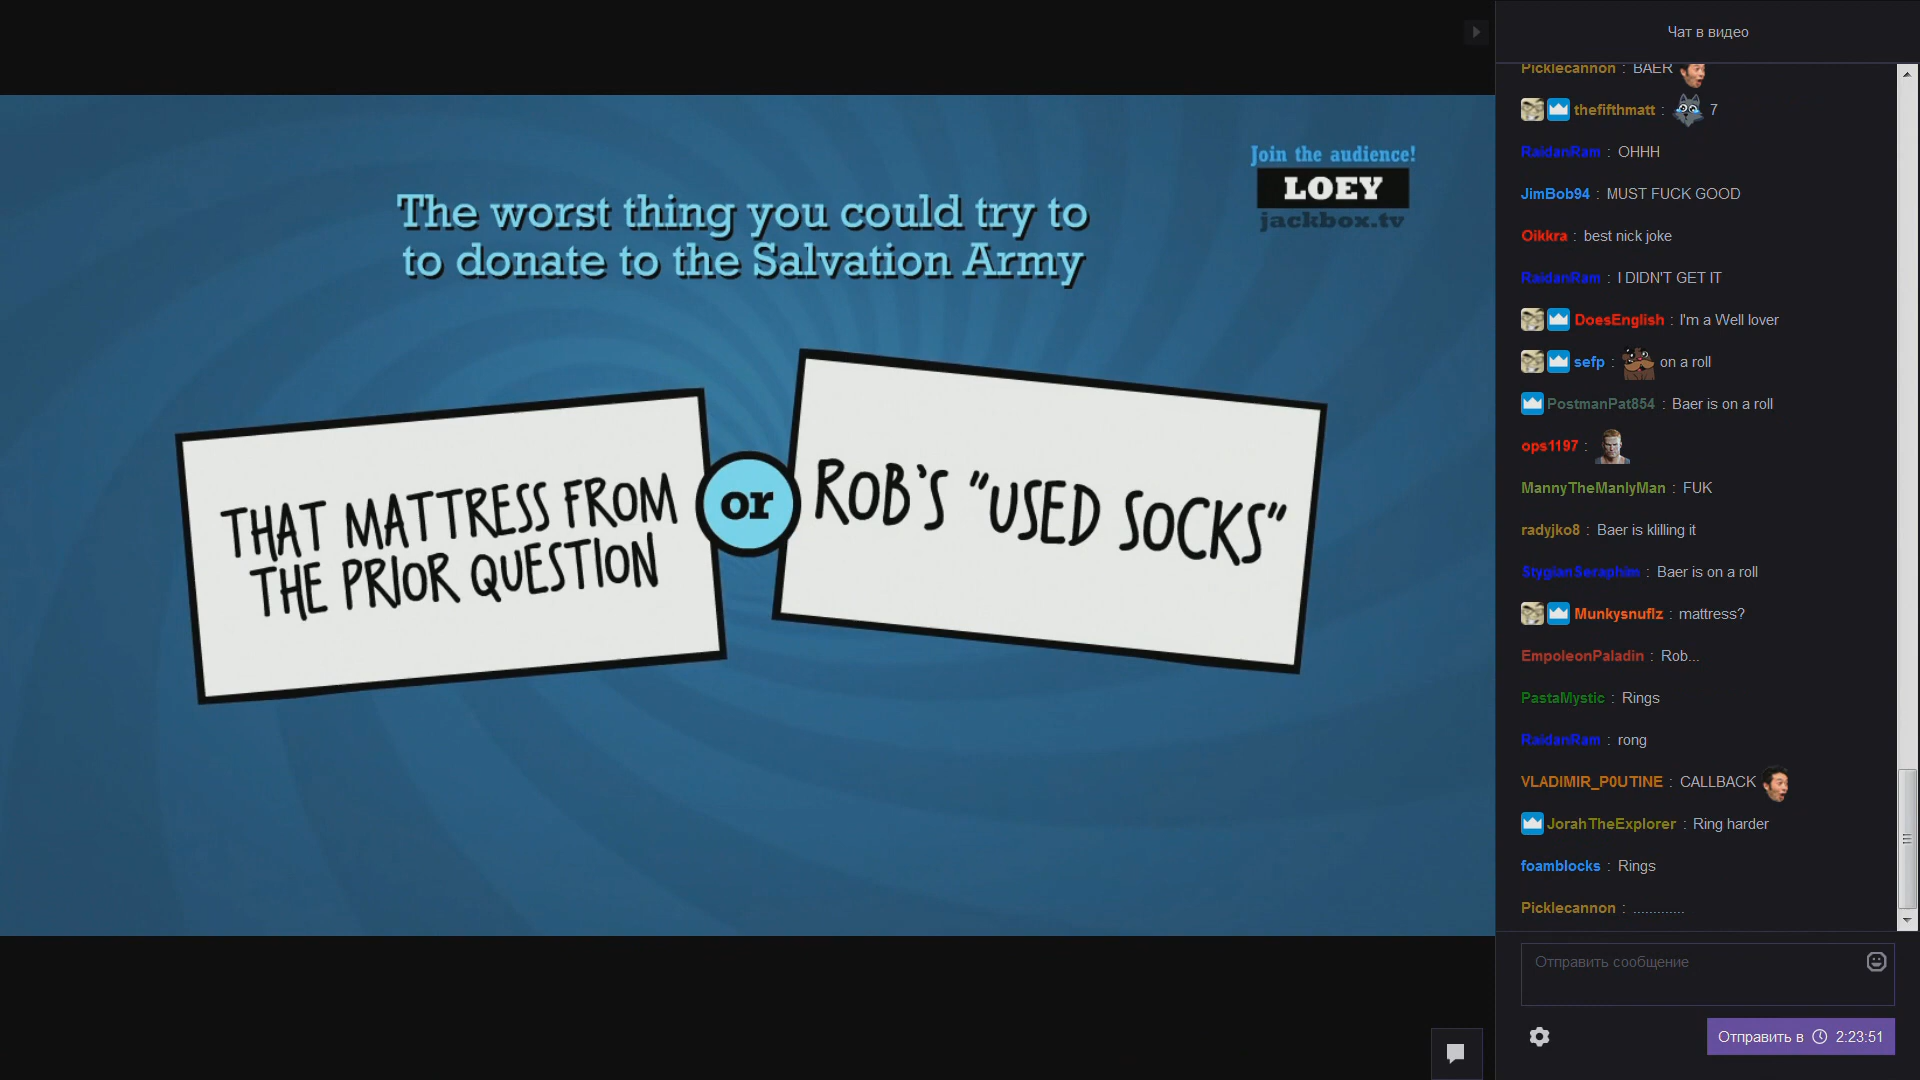 Join the audience!
LOEY
jackbox.tv
The worst thing you could try to
to donate to the Salvation Army
THAT MATTRESS FROM
THE PRIOR QUESTION
or
ROB'S "USED SOCKS"
Чат в видео
Picklecannon : BAER
thefifthmatt : 7
RaidanRam : OHHH
JimBob94 : MUST FUCK GOOD
Oikkra : best nick joke
RaidanRam : I DIDN'T GET IT
DoesEnglish : I'm a Well lover
sefp : on a roll
PostmanPat854 : Baer is on a roll
ops1197 :
MannyTheManlyMan : FUK
radyjko8 : Baer is klilling it
StygianSeraphim : Baer is on a roll
Munkysnuflz : mattress?
EmpoleonPaladin : Rob...
PastaMystic : Rings
RaidanRam : rong
VLADIMIR_P0UTINE : CALLBACK
JorahTheExplorer : Ring harder
foamblocks : Rings
Picklecannon : .............
Отправить сообщение
Отправить в 2:23:51